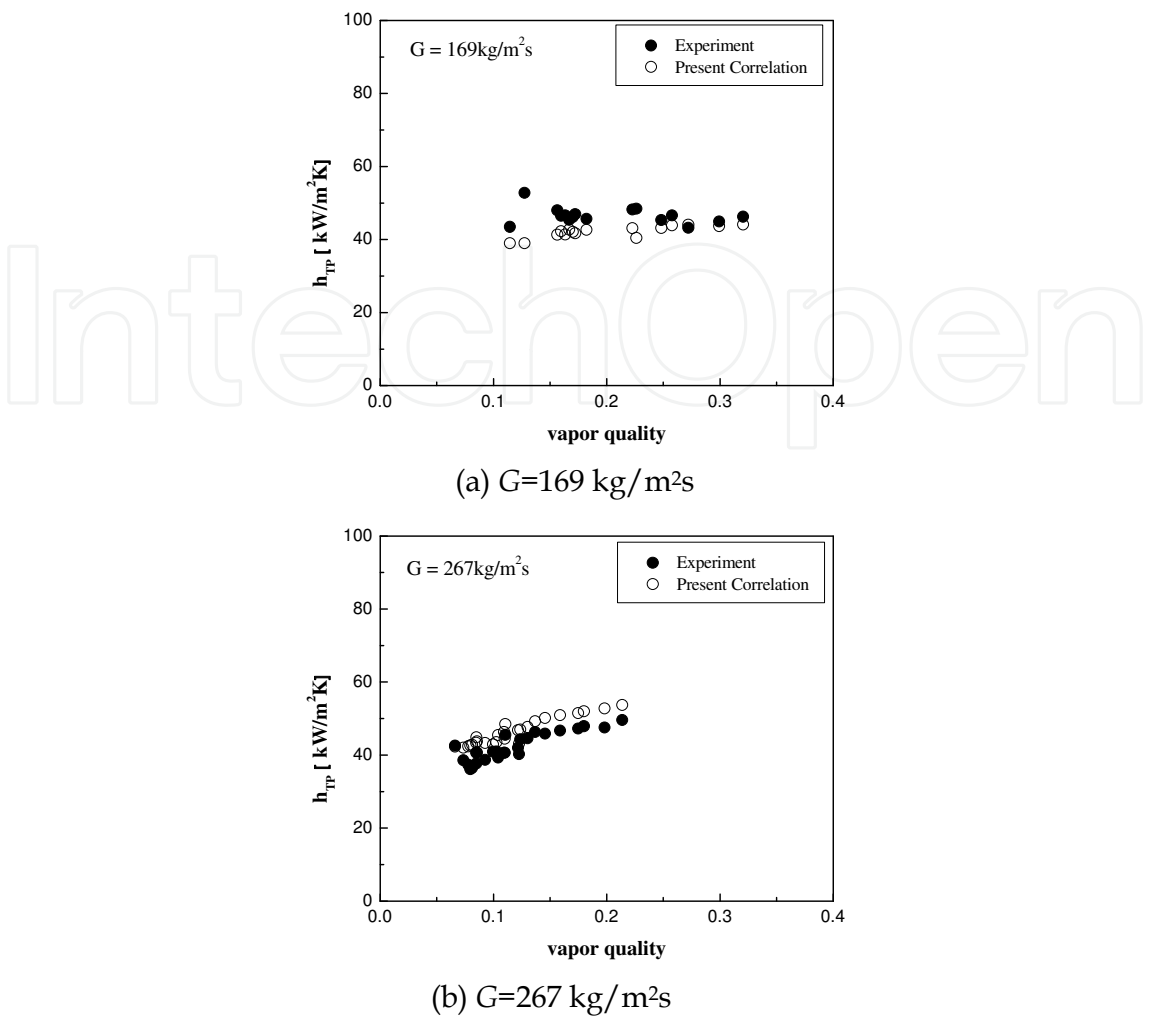 100
80
60
40
20
0
h_TP [ kW/m²K]
G = 169kg/m²s
Experiment
Present Correlation
0.0 0.1 0.2 0.3 0.4
vapor quality
IntechOpen
(a) G=169 kg/m²s
100
80
60
40
20
0
h_TP [ kW/m²K]
G = 267kg/m²s
Experiment
Present Correlation
0.0 0.1 0.2 0.3 0.4
vapor quality
(b) G=267 kg/m²s